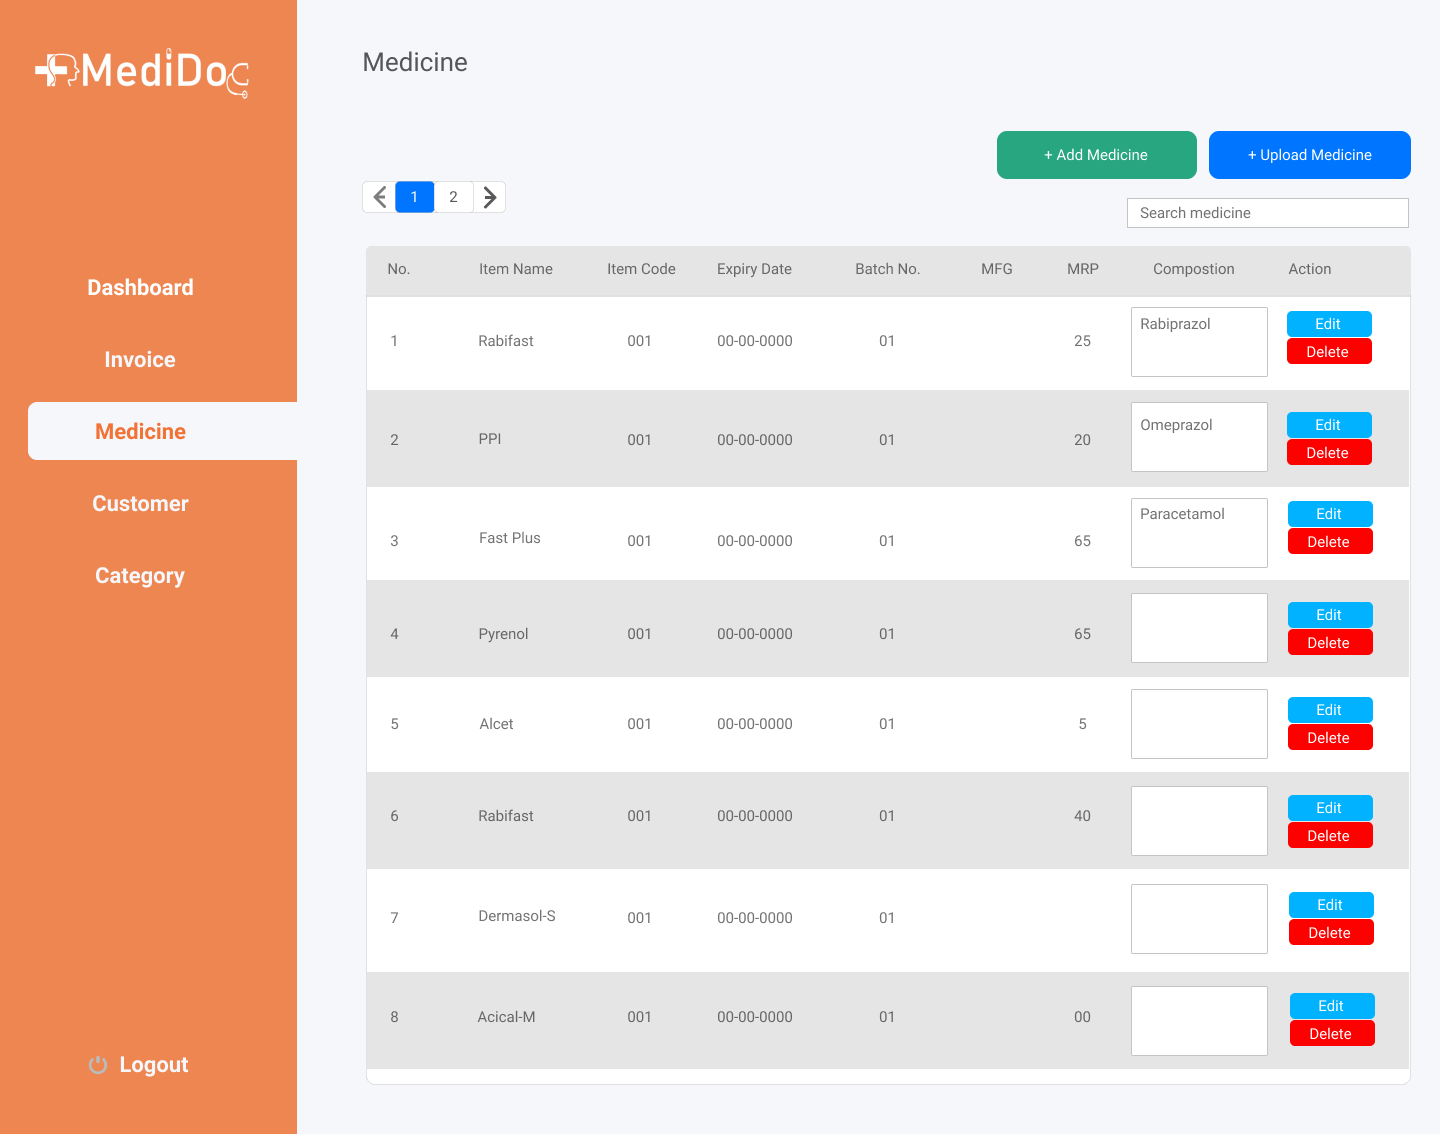 MediDoc
Medicine
+ Add Medicine
+ Upload Medicine
1 2
Search medicine
No. Item Name Item Code Expiry Date Batch No. MFG MRP Compostion Action
Dashboard
Invoice
Medicine
Customer
Category
Logout
1 Rabifast 001 00-00-0000 01 25 Rabiprazol Edit
Delete
2 PPI 001 00-00-0000 01 20 Omeprazol Edit
Delete
3 Fast Plus 001 00-00-0000 01 65 Paracetamol Edit
Delete
4 Pyrenol 001 00-00-0000 01 65 Edit
Delete
5 Alcet 001 00-00-0000 01 5 Edit
Delete
6 Rabifast 001 00-00-0000 01 40 Edit
Delete
7 Dermasol-S 001 00-00-0000 01 Edit
Delete
8 Acical-M 001 00-00-0000 01 00 Edit
Delete